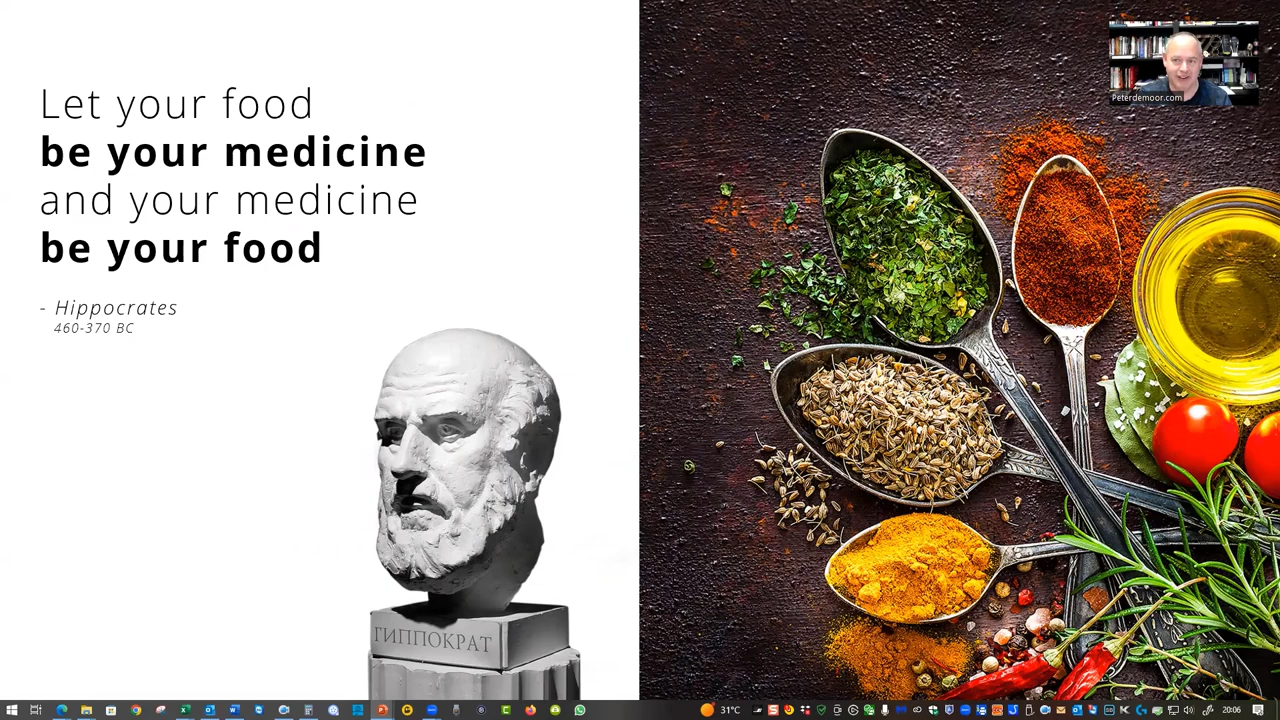 Let your food
be your medicine
and your medicine
be your food
- Hippocrates
460-370 BC
ГИППОКРАТ
Peterdemoor.com
31°C
20:06